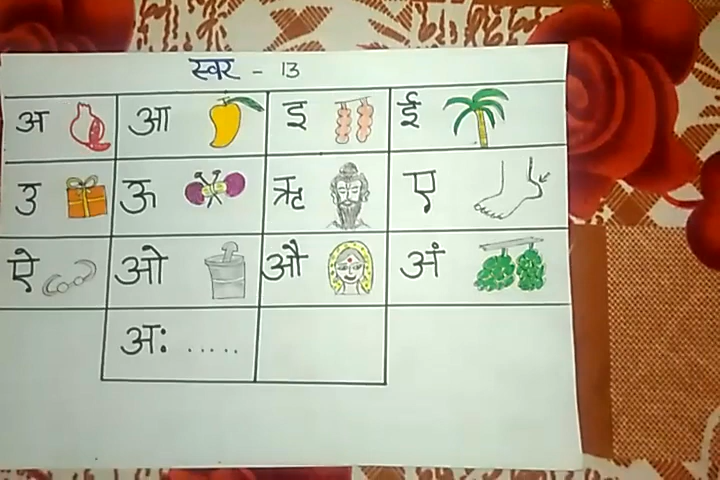 स्वर - 13
अ आ इ ई
उ ऊ ऋ ए
ऐ ओ औ अं
अः .....